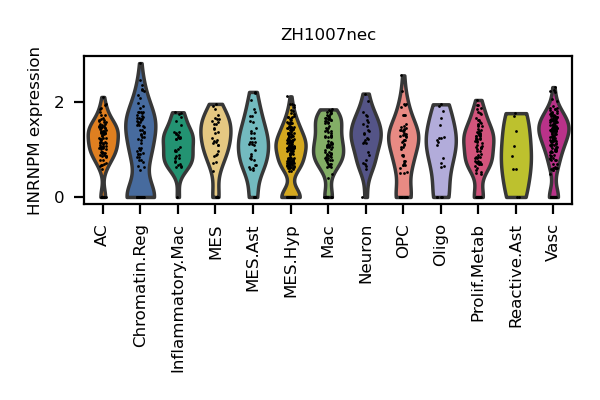 ZH1007nec
HNRNPM expression
2
0
AC
Chromatin.Reg
Inflammatory.Mac
MES
MES.Ast
MES.Hyp
Mac
Neuron
OPC
Oligo
Prolif.Metab
Reactive.Ast
Vasc